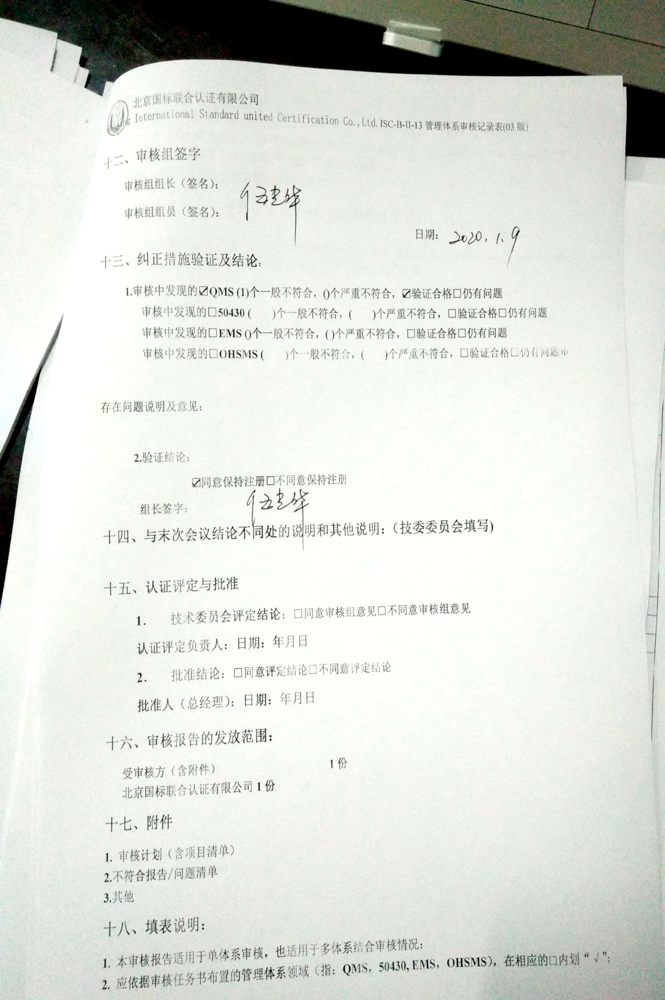 北京国标联合认证有限公司
International Standard united Certification Co.,Ltd. ISC-B-II-13 管理体系审核记录表(03 版)
十二、审核组签字
审核组组长（签名）：
伍光华
审核组组员（签名）：
日期： 2020.1.9
十三、纠正措施验证及结论：
1.审核中发现的☑QMS (1)个一般不符合，()个严重不符合，☑验证合格□仍有问题
审核中发现的□50430 ( )个一般不符合，( )个严重不符合，□验证合格□仍有问题
审核中发现的□EMS ()个一般不符合，( )个严重不符合，□验证合格□仍有问题
审核中发现的□OHSMS ( )个一般不符合，( )个严重不符合，□验证合格□仍有问题审
存在问题说明及意见：
2.验证结论：
☑同意保持注册□不同意保持注册
组长签字： 伍光华
十四、与末次会议结论不同处的说明和其他说明：（技委委员会填写)
十五、认证评定与批准
1. 技术委员会评定结论：□同意审核组意见□不同意审核组意见
认证评定负责人：日期：年月日
2. 批准结论：□同意评定结论□不同意评定结论
批准人（总经理）：日期：年月日
十六、审核报告的发放范围：
受审核方（含附件） 1 份
北京国标联合认证有限公司 1 份
十七、附件
1. 审核计划（含项目清单）
2.不符合报告/问题清单
3.其他
十八、填表说明：
1. 本审核报告适用于单体系审核，也适用于多体系结合审核情况；
2. 应依据审核任务书布置的管理体系领域（指：QMS，50430, EMS，OHSMS），在相应的□内划“√”；